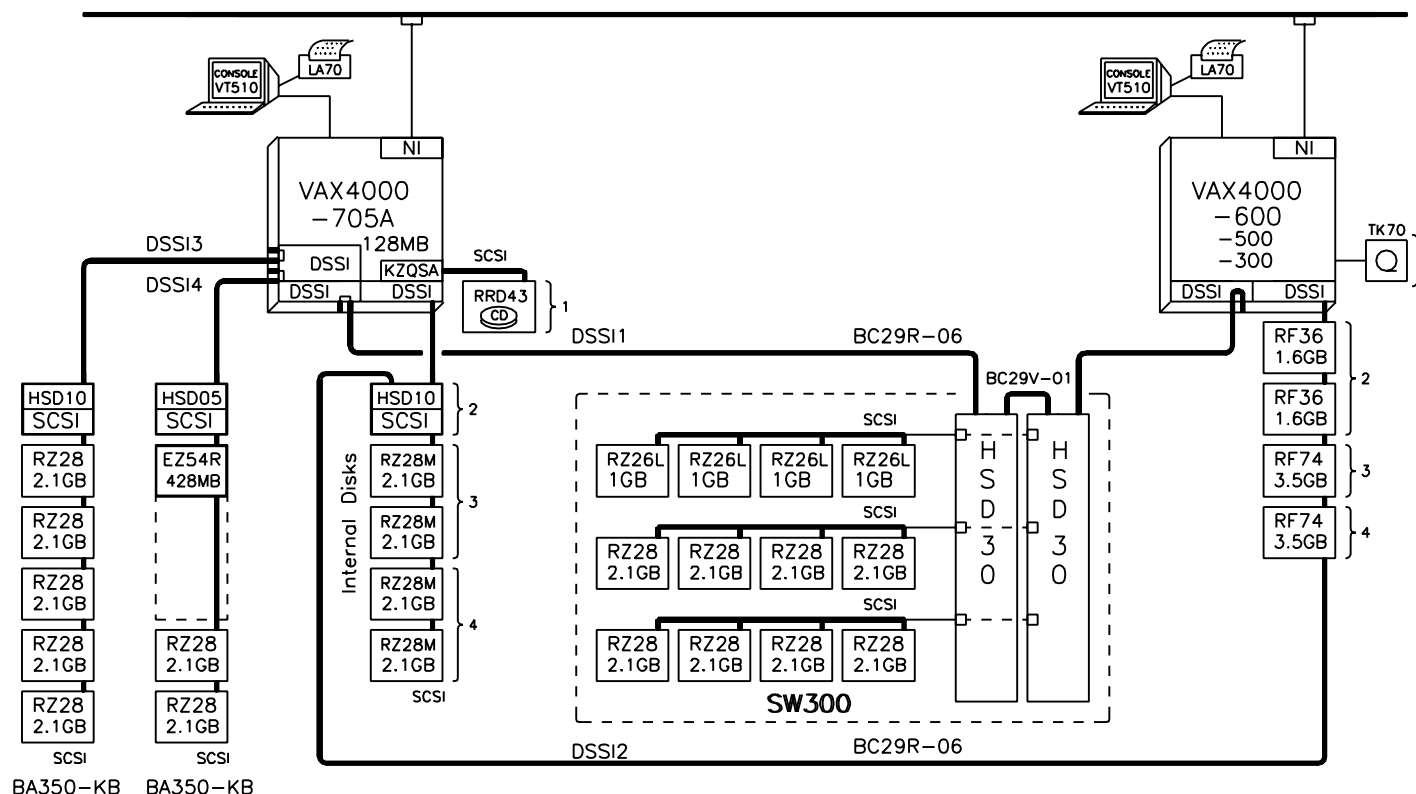 CONSOLE
VT510
LA70
CONSOLE
VT510
LA70
NI
VAX4000
-705A
128MB
DSSI
KZQSA
DSSI
DSSI
NI
VAX4000
-600
-500
-300
DSSI
DSSI
TK70
DSSI3
DSSI4
SCSI
RRD43
CD
1
DSSI1
BC29R-06
BC29V-01
HSD10
SCSI
RZ28
2.1GB
RZ28
2.1GB
RZ28
2.1GB
RZ28
2.1GB
RZ28
2.1GB
SCSI
BA350-KB
HSD05
SCSI
EZ54R
428MB
RZ28
2.1GB
RZ28
2.1GB
SCSI
BA350-KB
Internal Disks
HSD10
SCSI
2
RZ28M
2.1GB
RZ28M
2.1GB
3
RZ28M
2.1GB
RZ28M
2.1GB
4
SCSI
SCSI
RZ26L
1GB
RZ26L
1GB
RZ26L
1GB
RZ26L
1GB
SCSI
RZ28
2.1GB
RZ28
2.1GB
RZ28
2.1GB
RZ28
2.1GB
SCSI
RZ28
2.1GB
RZ28
2.1GB
RZ28
2.1GB
RZ28
2.1GB
SW300
HSD30
HSD30
RF36
1.6GB
RF36
1.6GB
2
RF74
3.5GB
3
RF74
3.5GB
4
DSSI2
BC29R-06